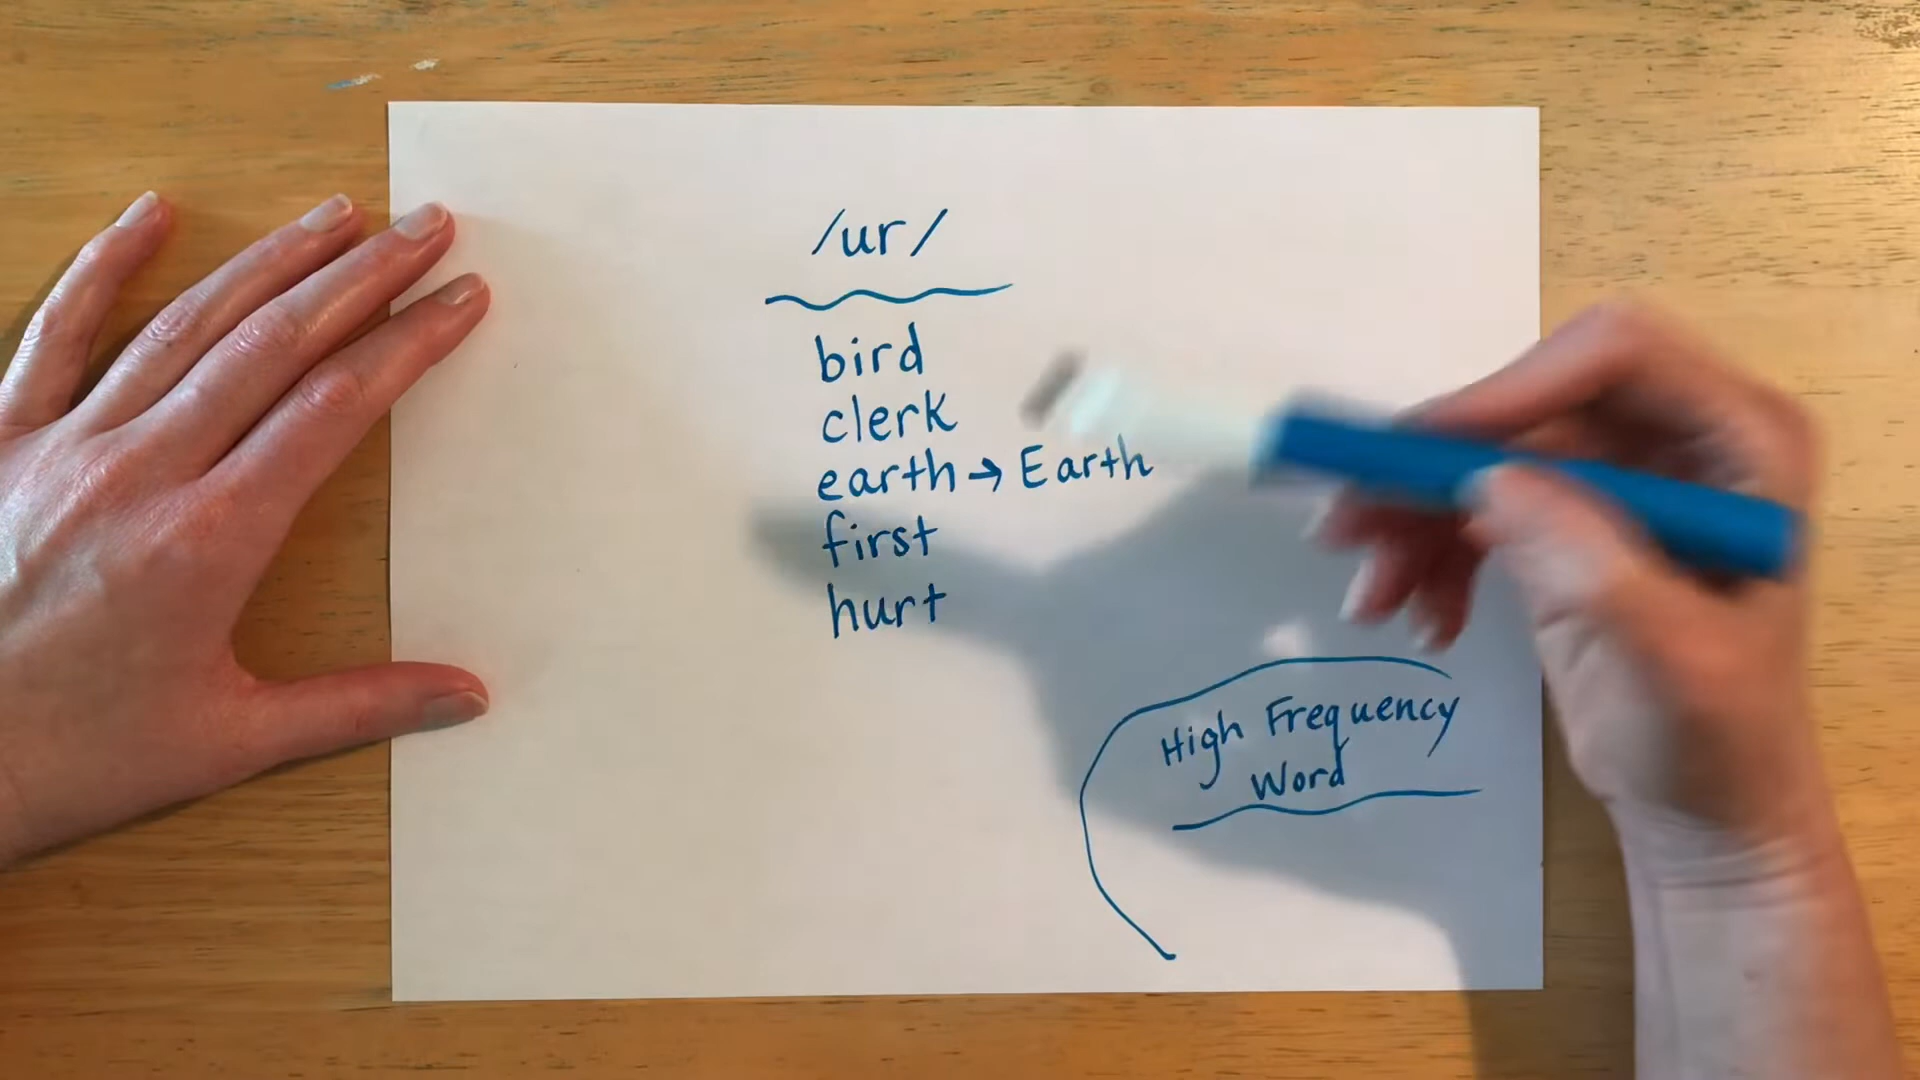 /ur/
bird
clerk
earth → Earth
first
hurt
High Frequency
Word